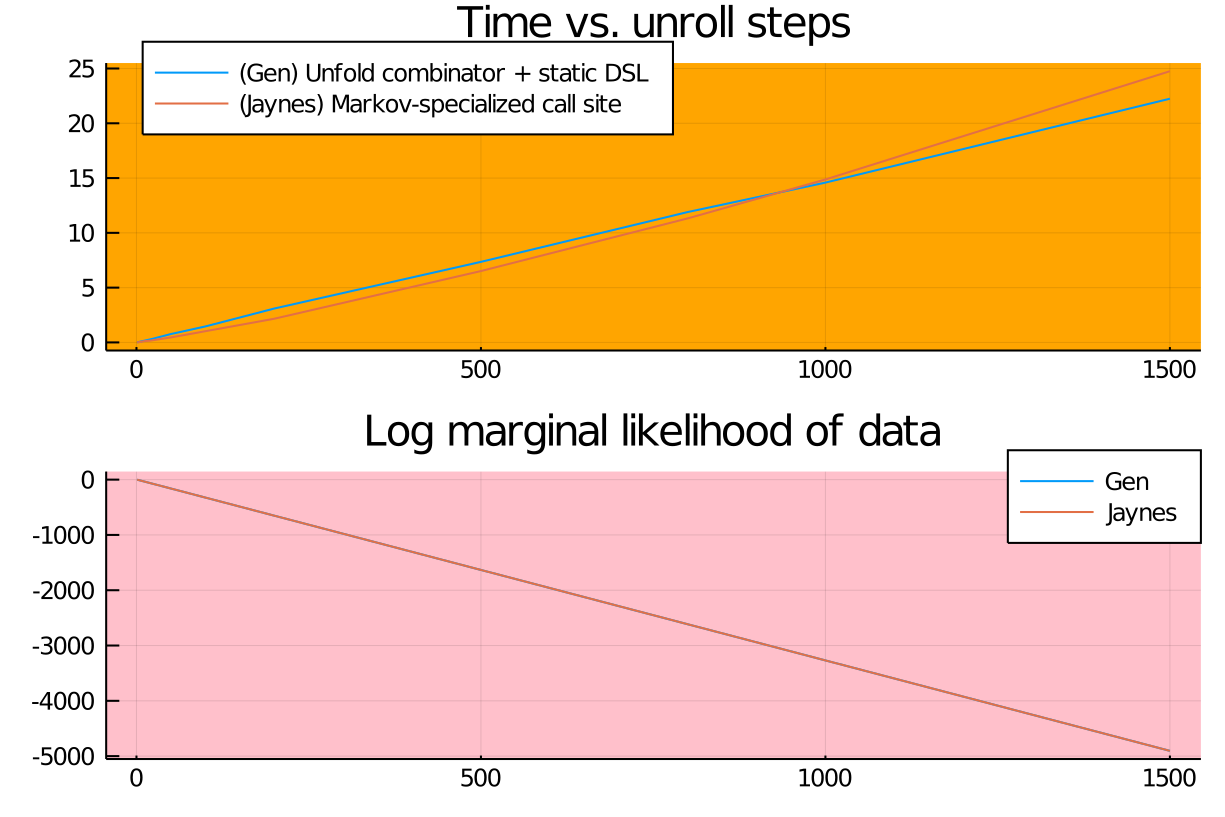 Time vs. unroll steps
(Gen) Unfold combinator + static DSL
(Jaynes) Markov-specialized call site
25
20
15
10
5
0
0 500 1000 1500
Log marginal likelihood of data
Gen
Jaynes
0
-1000
-2000
-3000
-4000
-5000
0 500 1000 1500